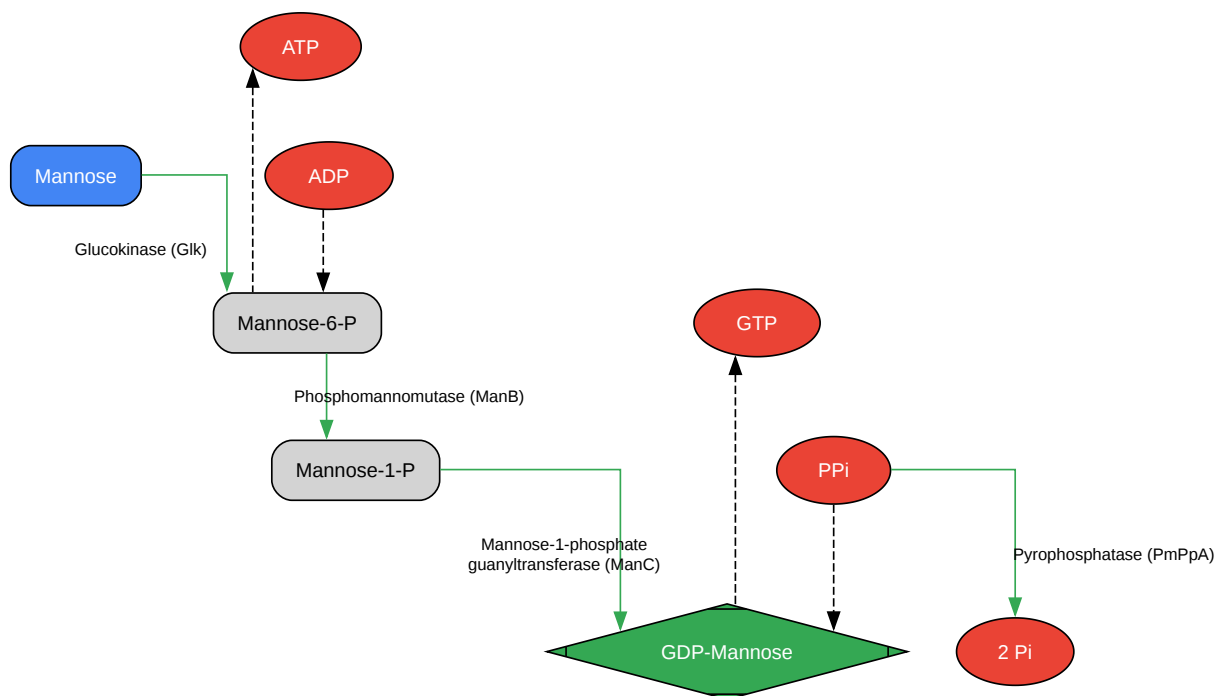 ATP
Mannose
ADP
Glucokinase (Glk)
Mannose-6-P
GTP
Phosphomannomutase (ManB)
Mannose-1-P
PPi
Mannose-1-phosphate
guanyltransferase (ManC)
Pyrophosphatase (PmPpA)
GDP-Mannose
2 Pi